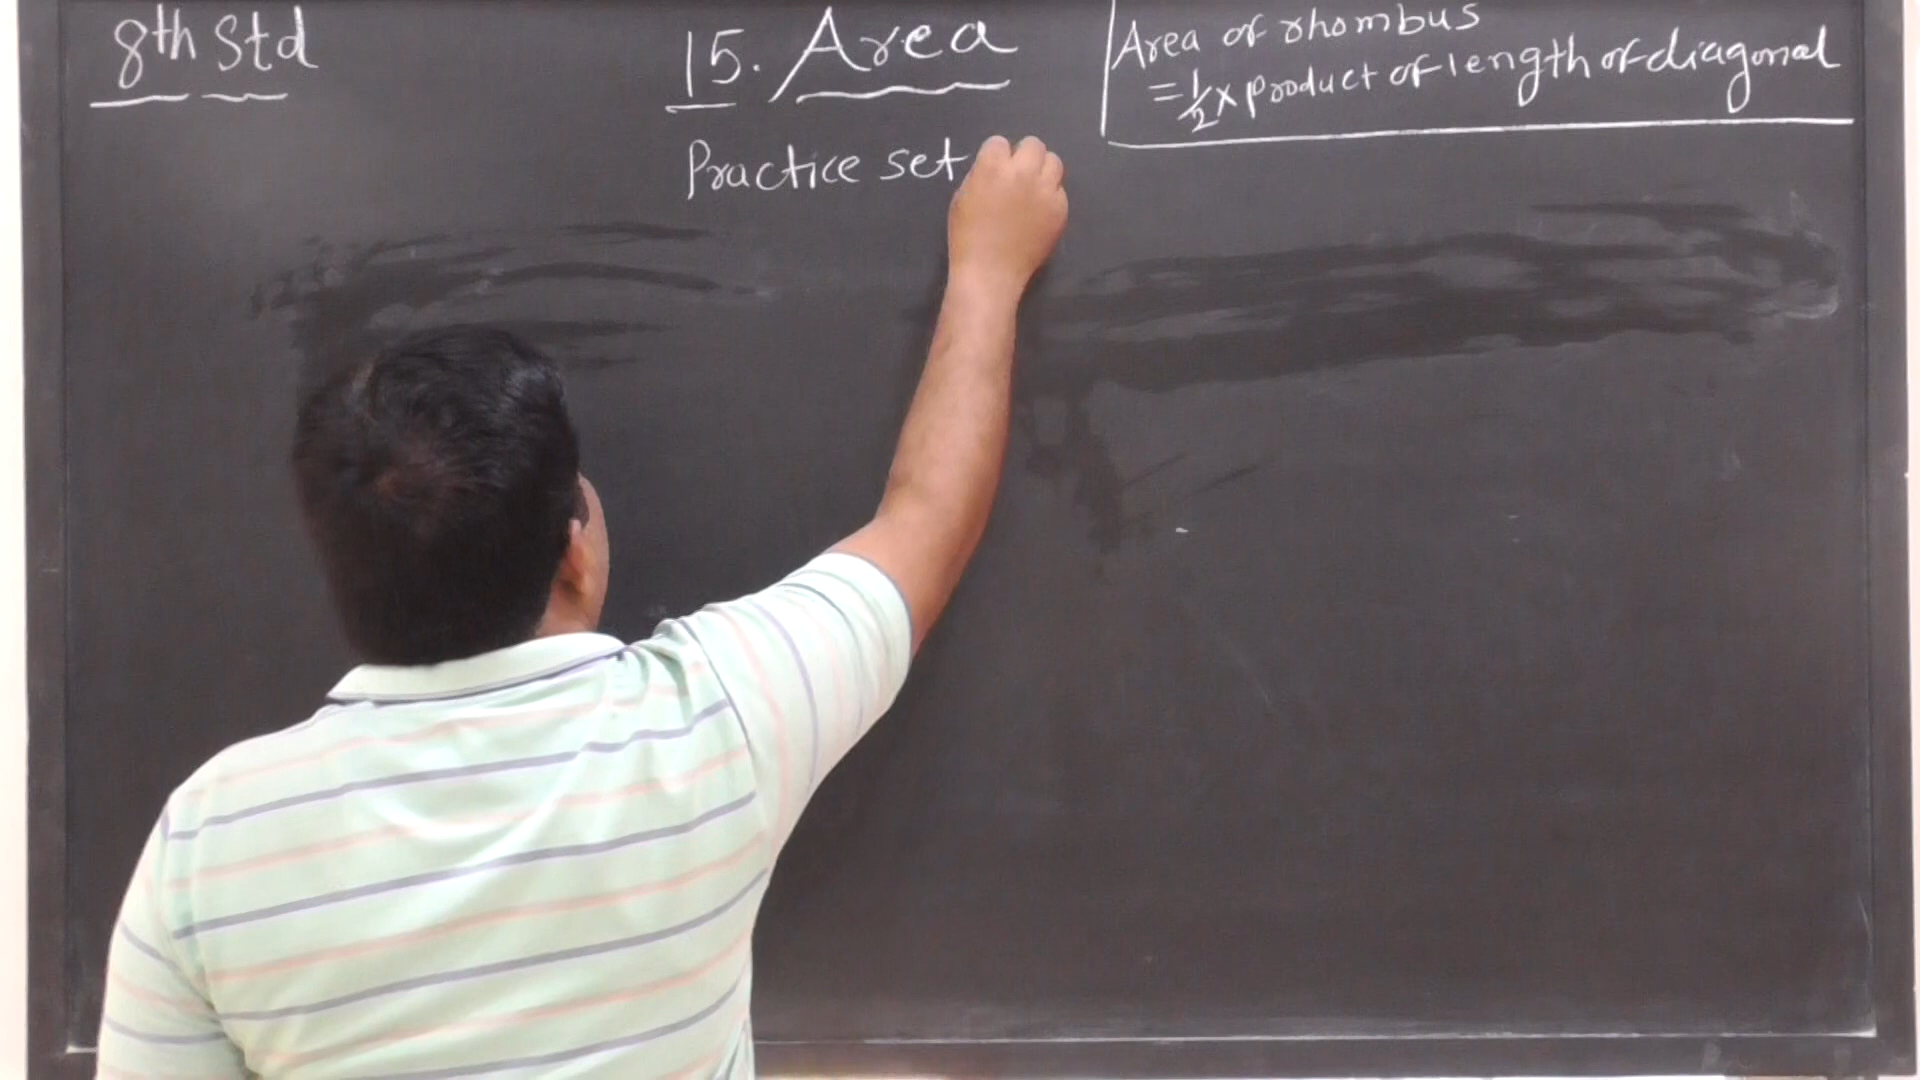 8th Std
15. Area
Practice set
Area of rhombus
=1/2 x product of length of diagonal